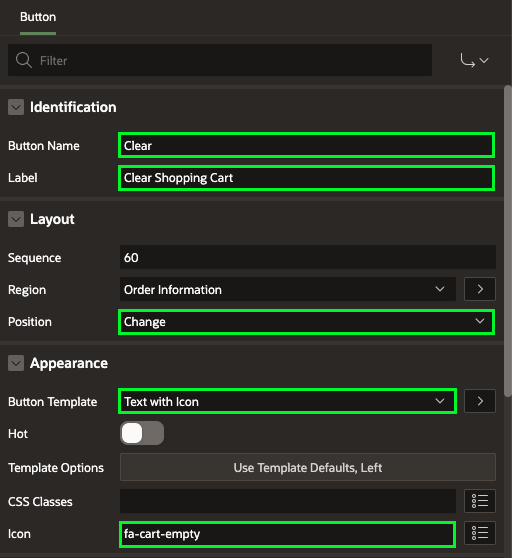 Button
Filter
Identification
Button Name Clear
Label Clear Shopping Cart
Layout
Sequence 60
Region Order Information
Position Change
Appearance
Button Template Text with Icon
Hot
Template Options Use Template Defaults, Left
CSS Classes
Icon fa-cart-empty